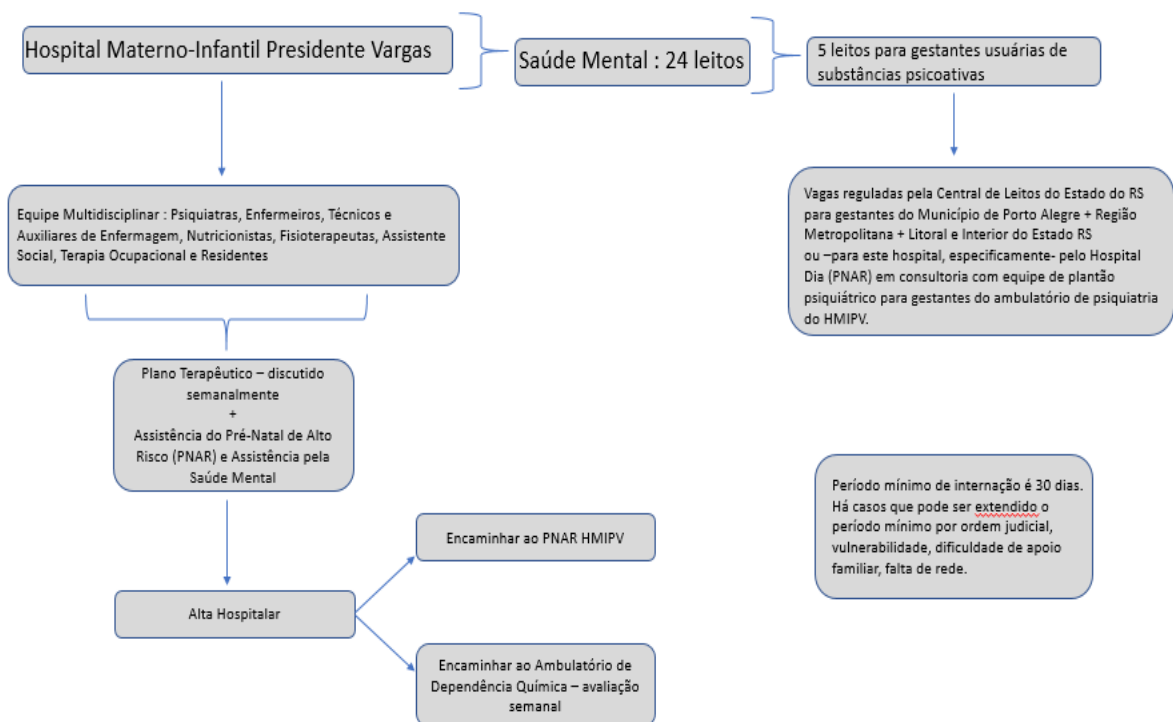 Hospital Materno-Infantil Presidente Vargas
Saúde Mental : 24 leitos
5 leitos para gestantes usuárias de
substâncias psicoativas
Equipe Multidisciplinar : Psiquiatras, Enfermeiros, Técnicos e
Auxiliares de Enfermagem, Nutricionistas, Fisioterapeutas, Assistente
Social, Terapia Ocupacional e Residentes
Vagas reguladas pela Central de Leitos do Estado do RS
para gestantes do Município de Porto Alegre + Região
Metropolitana + Litoral e Interior do Estado RS
ou –para este hospital, especificamente- pelo Hospital
Dia (PNAR) em consultoria com equipe de plantão
psiquiátrico para gestantes do ambulatório de psiquiatria
do HMIPV.
Plano Terapêutico – discutido
semanalmente
+
Assistência do Pré-Natal de Alto
Risco (PNAR) e Assistência pela
Saúde Mental
Período mínimo de internação é 30 dias.
Há casos que pode ser extendido o
período mínimo por ordem judicial,
vulnerabilidade, dificuldade de apoio
familiar, falta de rede.
Encaminhar ao PNAR HMIPV
Alta Hospitalar
Encaminhar ao Ambulatório de
Dependência Química – avaliação
semanal